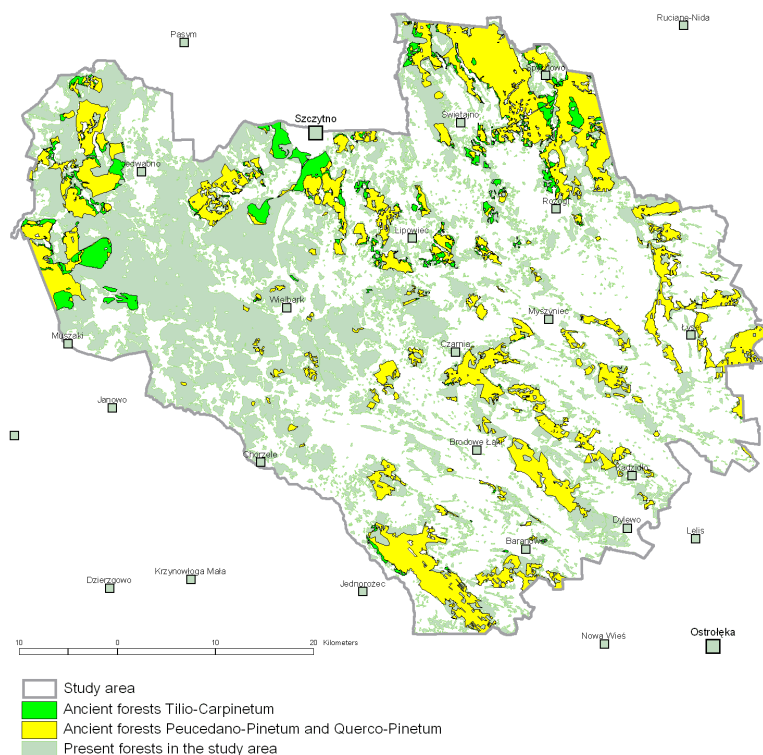 Ruciane-Nida
Pasym
Spychowo
Szczytno
Świętajno
Jedwabno
Rozogi
Lipowiec
Wielbark
Myszyniec
Muszaki
Łyse
Czarnia
Janowo
Brodowe Łąki
Chorzele
Kadzidło
Dylewo
Lelis
Baranowo
Krzynowłoga Mała
Dzierzgowo
Jednorożec
Nowa Wieś
Ostrołęka
10 0 10 20 Kilometers
Study area
Ancient forests Tilio-Carpinetum
Ancient forests Peucedano-Pinetum and Querco-Pinetum
Present forests in the study area